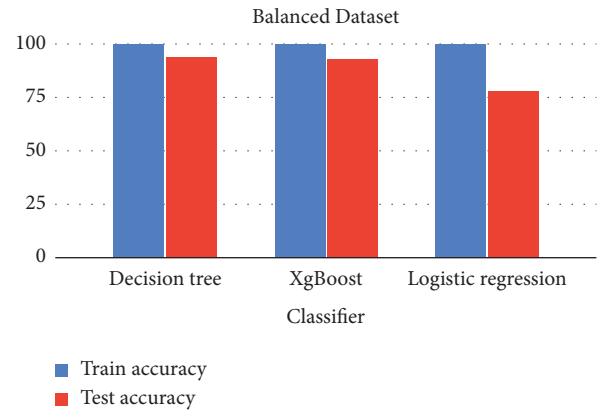 Balanced Dataset
100
75
50
25
0
Decision tree XgBoost Logistic regression
Classifier
Train accuracy
Test accuracy